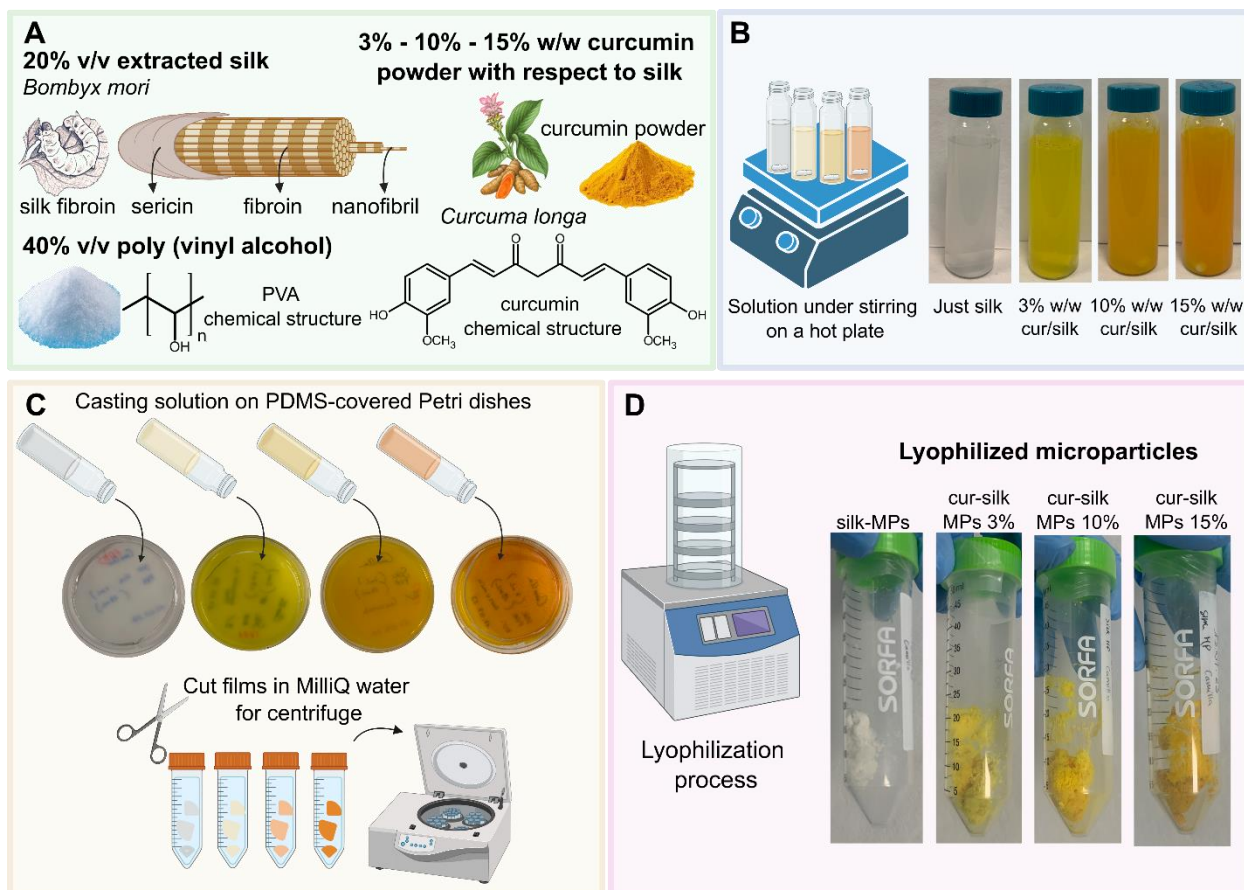 A
20% v/v extracted silk
Bombyx mori
silk fibroin
sericin
fibroin
nanofibril
3% - 10% - 15% w/w curcumin
powder with respect to silk
curcumin powder
Curcuma longa
40% v/v poly (vinyl alcohol)
n
OH
PVA
chemical structure
O
O
HO
OCH3
curcumin
chemical structure
OH
OCH3
B
Solution under stirring
on a hot plate
Just silk
3% w/w
cur/silk
10% w/w
cur/silk
15% w/w
cur/silk
C
Casting solution on PDMS-covered Petri dishes
Cut films in MilliQ water
for centrifuge
D
Lyophilized microparticles
Lyophilization
process
silk-MPs
cur-silk
MPs 3%
cur-silk
MPs 10%
cur-silk
MPs 15%
SORFA
SORFA
SORFA
SORFA